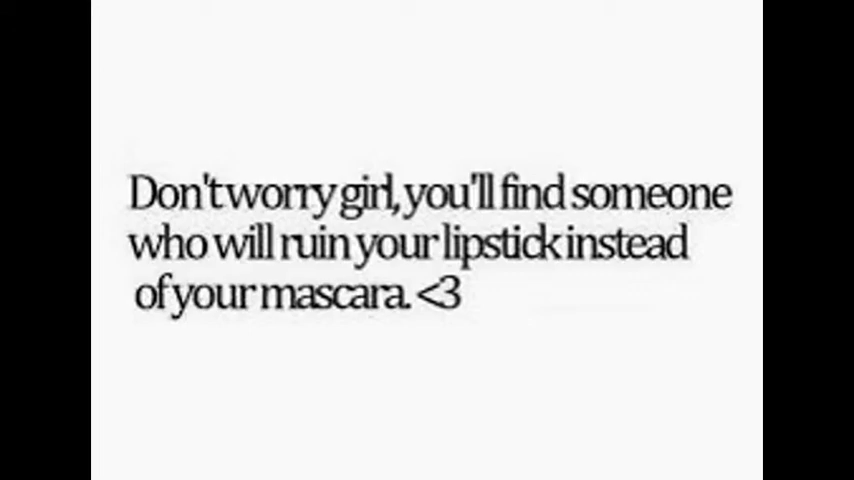 Don't worry girl, you'll find someone
who will ruin your lipstick instead
of your mascara. <3